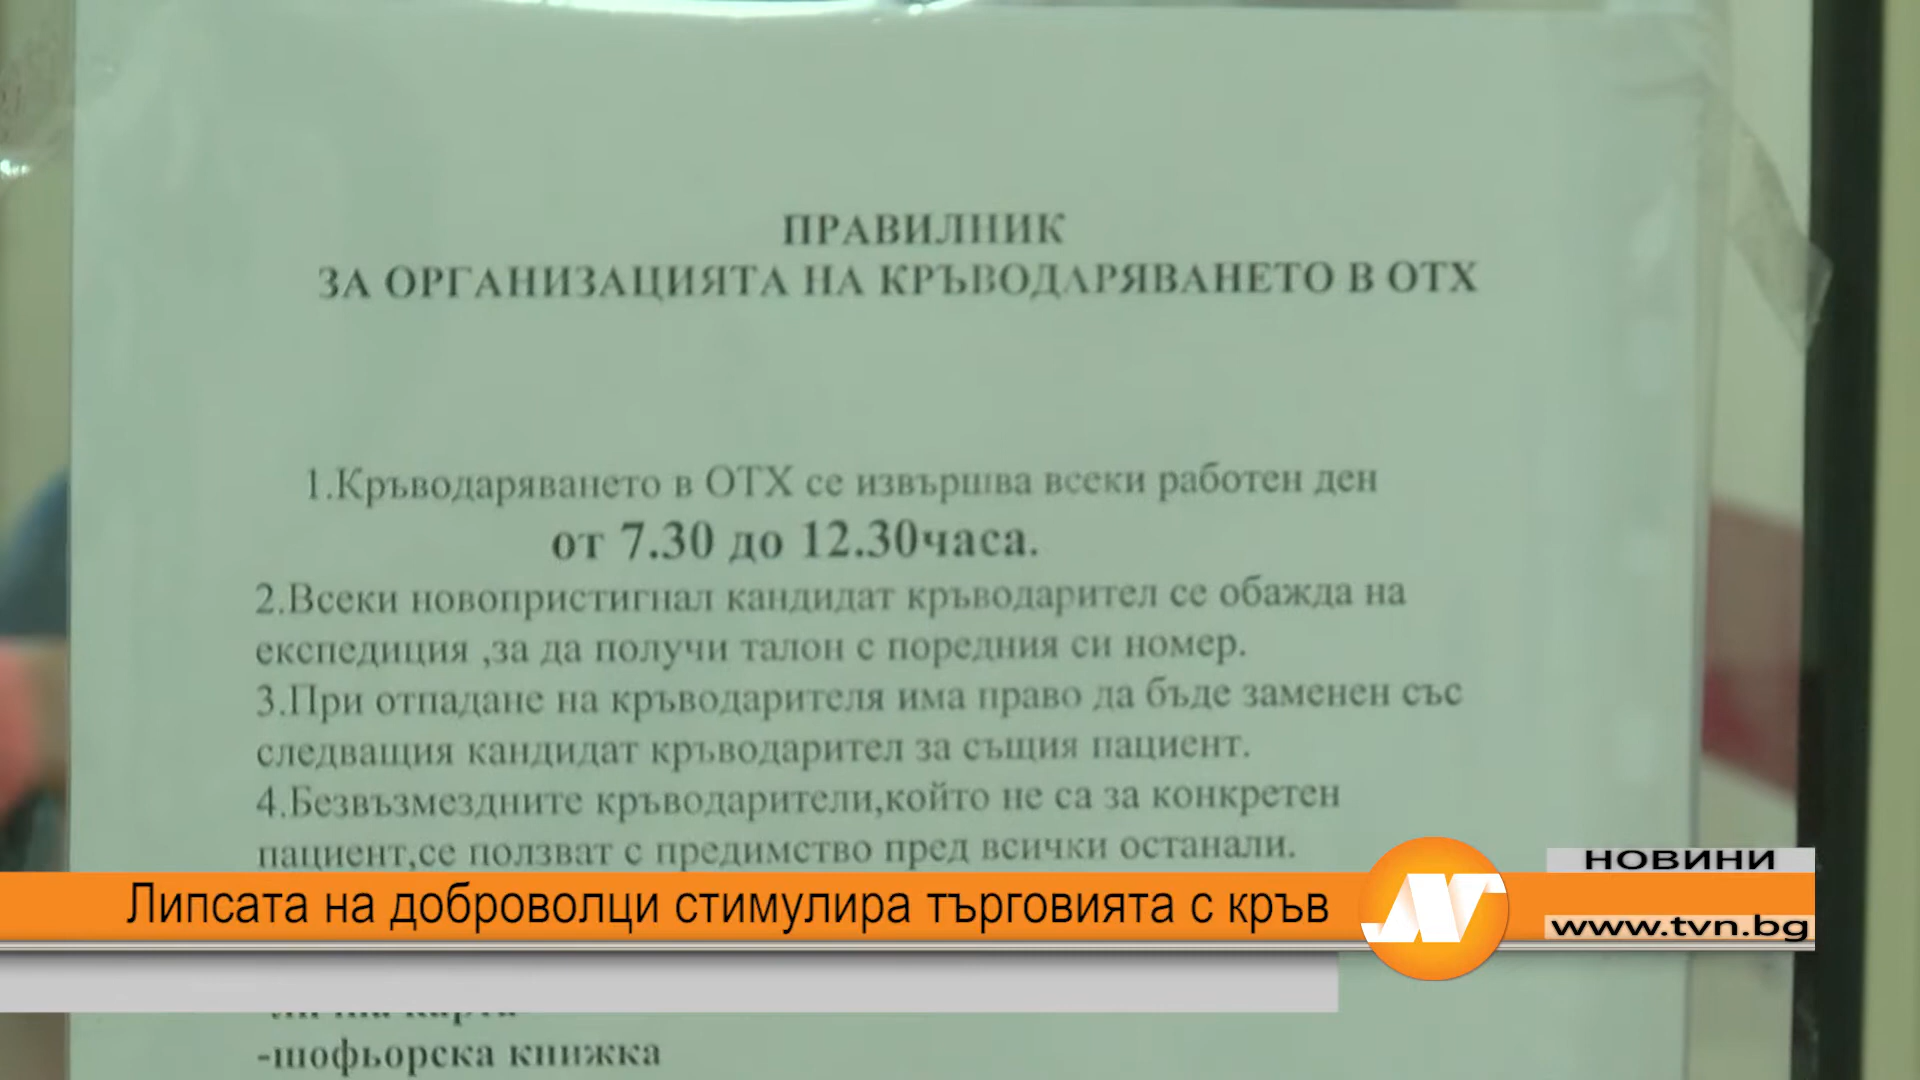 ПРАВИЛНИК
ЗА ОРГАНИЗАЦИЯТА НА КРЪВОДАРЯВАНЕТО В ОТХ
1.Кръводаряването в ОТХ се извършва всеки работен ден
от 7.30 до 12.30часа.
2.Всеки новопристигнал кандидат кръводарител се обажда на
експедиция ,за да получи талон с поредния си номер.
3.При отпадане на кръводарителя има право да бъде заменен със
следващия кандидат кръводарител за същия пациент.
4.Безвъзмездните кръводарители,който не са за конкретен
пациент,се ползват с предимство пред всички останали.
НОВИНИ
Липсата на доброволци стимулира търговията с кръв
www.tvn.bg
-шофьорска книжка